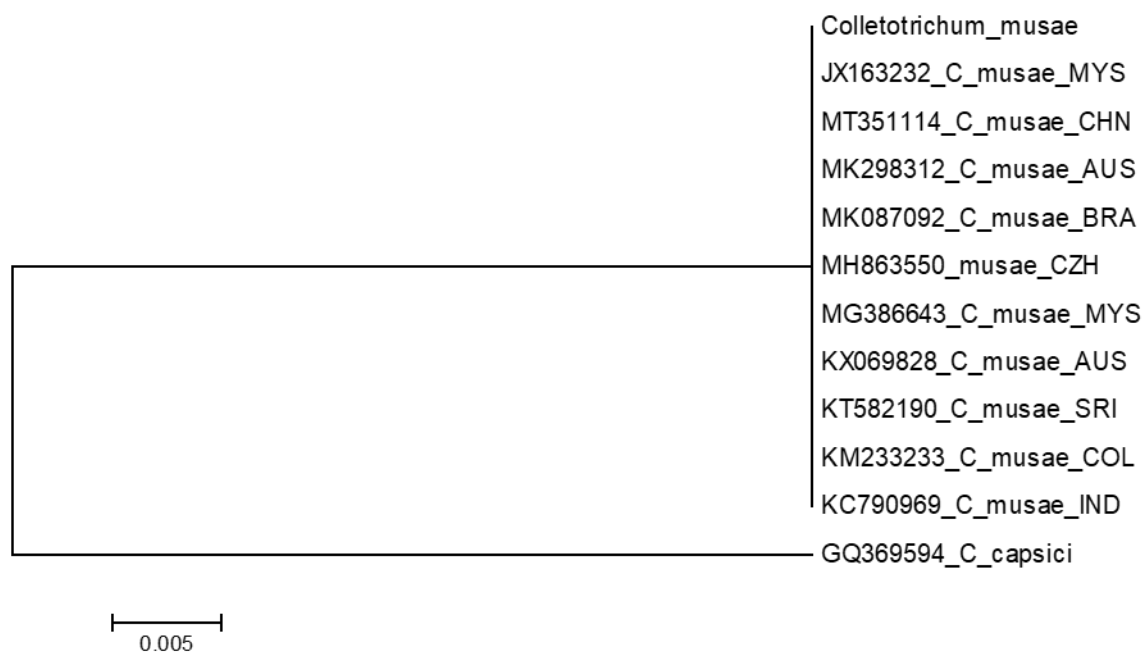 Colletotrichum_musae
JX163232_C_musae_MYS
MT351114_C_musae_CHN
MK298312_C_musae_AUS
MK087092_C_musae_BRA
MH863550_musae_CZH
MG386643_C_musae_MYS
KX069828_C_musae_AUS
KT582190_C_musae_SRI
KM233233_C_musae_COL
KC790969_C_musae_IND
GQ369594_C_capsici
0.005